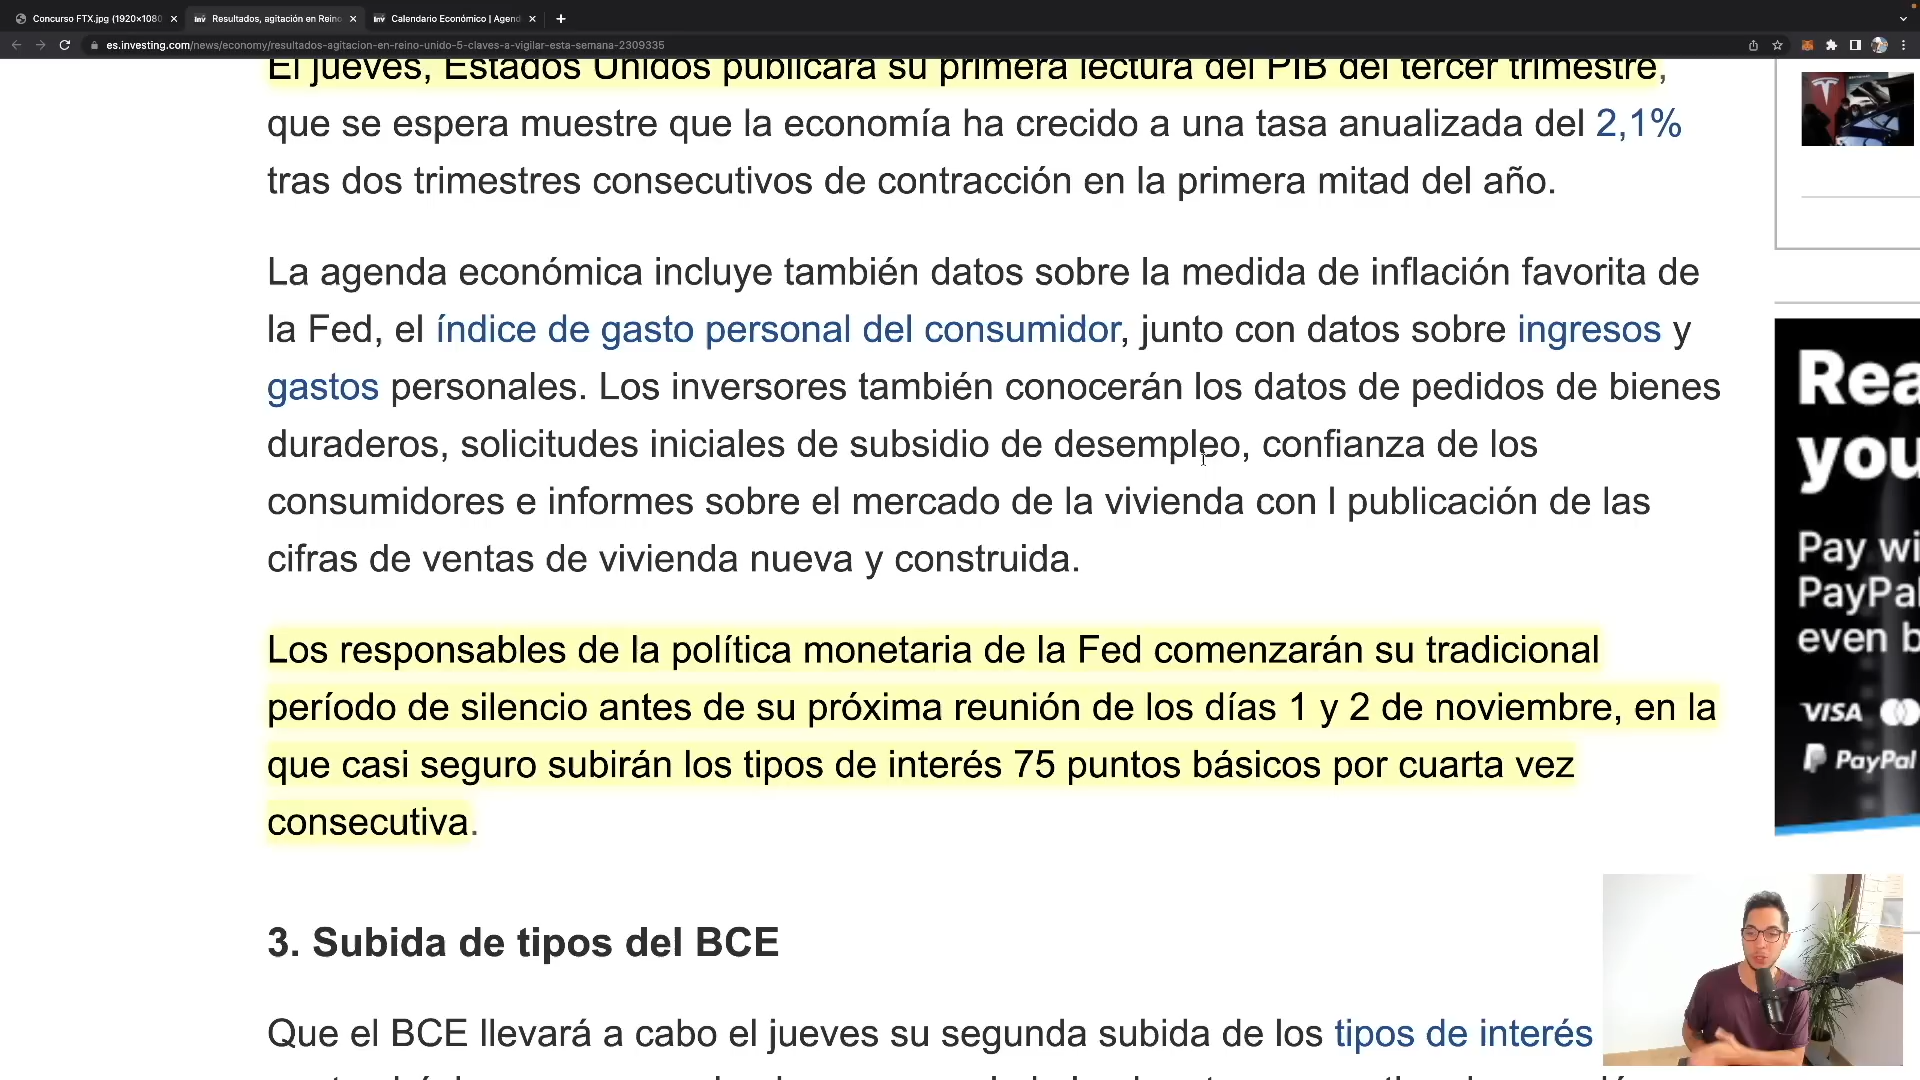 Concurso FTX.jpg (1920×1080
Resultados, agitación en Reino
Calendario Económico | Agend
es.investing.com/news/economy/resultados-agitacion-en-reino-unido-5-claves-a-vigilar-esta-semana-2309335
El jueves, Estados Unidos publicará su primera lectura del PIB del tercer trimestre,
que se espera muestre que la economía ha crecido a una tasa anualizada del 2,1%
tras dos trimestres consecutivos de contracción en la primera mitad del año.
La agenda económica incluye también datos sobre la medida de inflación favorita de
la Fed, el índice de gasto personal del consumidor, junto con datos sobre ingresos y
gastos personales. Los inversores también conocerán los datos de pedidos de bienes
duraderos, solicitudes iniciales de subsidio de desempleo, confianza de los
consumidores e informes sobre el mercado de la vivienda con l publicación de las
cifras de ventas de vivienda nueva y construida.
Los responsables de la política monetaria de la Fed comenzarán su tradicional
período de silencio antes de su próxima reunión de los días 1 y 2 de noviembre, en la
que casi seguro subirán los tipos de interés 75 puntos básicos por cuarta vez
consecutiva.
3. Subida de tipos del BCE
Que el BCE llevará a cabo el jueves su segunda subida de los tipos de interés
Rea
you
Pay wi
PayPal
even b
VISA
PayPal